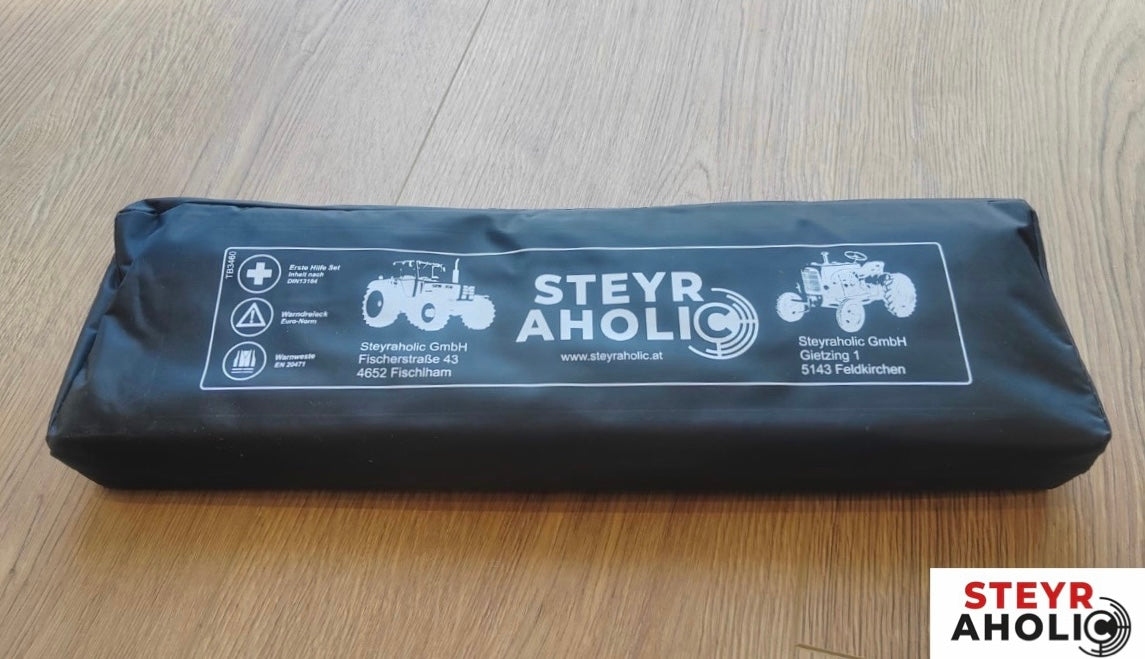 TB3460
Erste Hilfe Set
Inhalt nach
DIN13164
Warndreieck
Euro-Norm
Warnweste
EN 20471
Steyraholic GmbH
Fischerstraße 43
4652 Fischlham
STEYR
AHOLIC
www.steyraholic.at
Steyraholic GmbH
Gietzing 1
5143 Feldkirchen
STEYR
AHOLIC